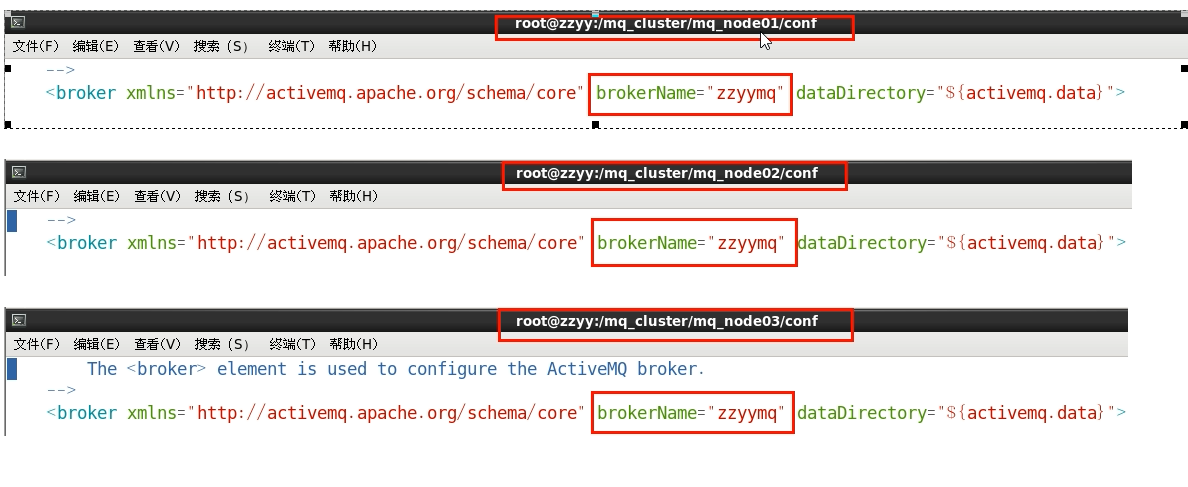 root@zzyy:/mq_cluster/mq_node01/conf
文件(F) 编辑(E) 查看(V) 搜索 (S) 终端(T) 帮助(H)
-->
<broker xmlns="http://activemq.apache.org/schema/core" brokerName="zzyymq" dataDirectory="${activemq.data}">
root@zzyy:/mq_cluster/mq_node02/conf
文件(F) 编辑(E) 查看(V) 搜索 (S) 终端(T) 帮助(H)
-->
<broker xmlns="http://activemq.apache.org/schema/core" brokerName="zzyymq" dataDirectory="${activemq.data}">
root@zzyy:/mq_cluster/mq_node03/conf
文件(F) 编辑(E) 查看(V) 搜索 (S) 终端(T) 帮助(H)
The <broker> element is used to configure the ActiveMQ broker.
-->
<broker xmlns="http://activemq.apache.org/schema/core" brokerName="zzyymq" dataDirectory="${activemq.data}">